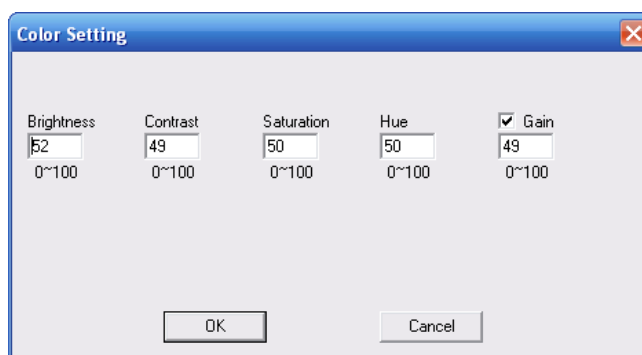 Color Setting
Brightness Contrast Saturation Hue Gain
52 49 50 50 49
0~100 0~100 0~100 0~100 0~100
OK Cancel